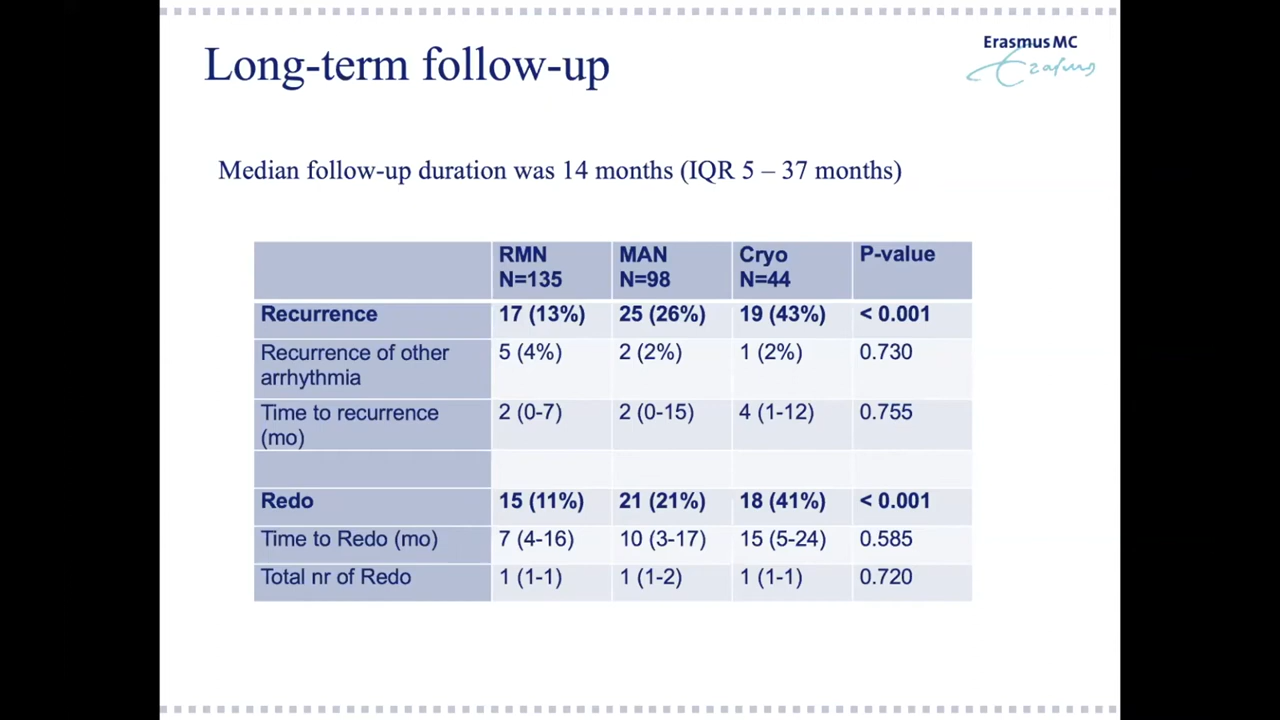 Erasmus MC
Erasmus
Long-term follow-up
Median follow-up duration was 14 months (IQR 5 – 37 months)
RMN MAN Cryo P-value
N=135 N=98 N=44
Recurrence 17 (13%) 25 (26%) 19 (43%) < 0.001
Recurrence of other 5 (4%) 2 (2%) 1 (2%) 0.730
arrhythmia
Time to recurrence 2 (0-7) 2 (0-15) 4 (1-12) 0.755
(mo)
Redo 15 (11%) 21 (21%) 18 (41%) < 0.001
Time to Redo (mo) 7 (4-16) 10 (3-17) 15 (5-24) 0.585
Total nr of Redo 1 (1-1) 1 (1-2) 1 (1-1) 0.720